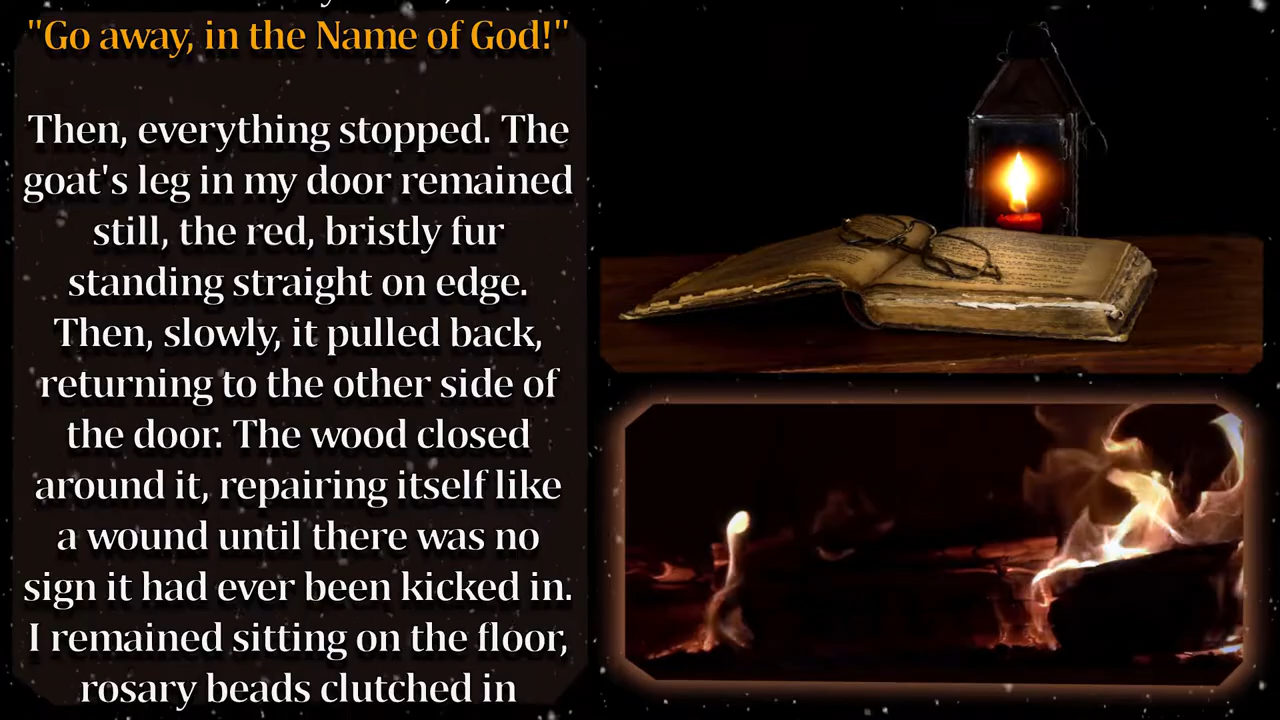 "Go away, in the Name of God!"
Then, everything stopped. The
goat's leg in my door remained
still, the red, bristly fur
standing straight on edge.
Then, slowly, it pulled back,
returning to the other side of
the door. The wood closed
around it, repairing itself like
a wound until there was no
sign it had ever been kicked in.
I remained sitting on the floor,
rosary beads clutched in